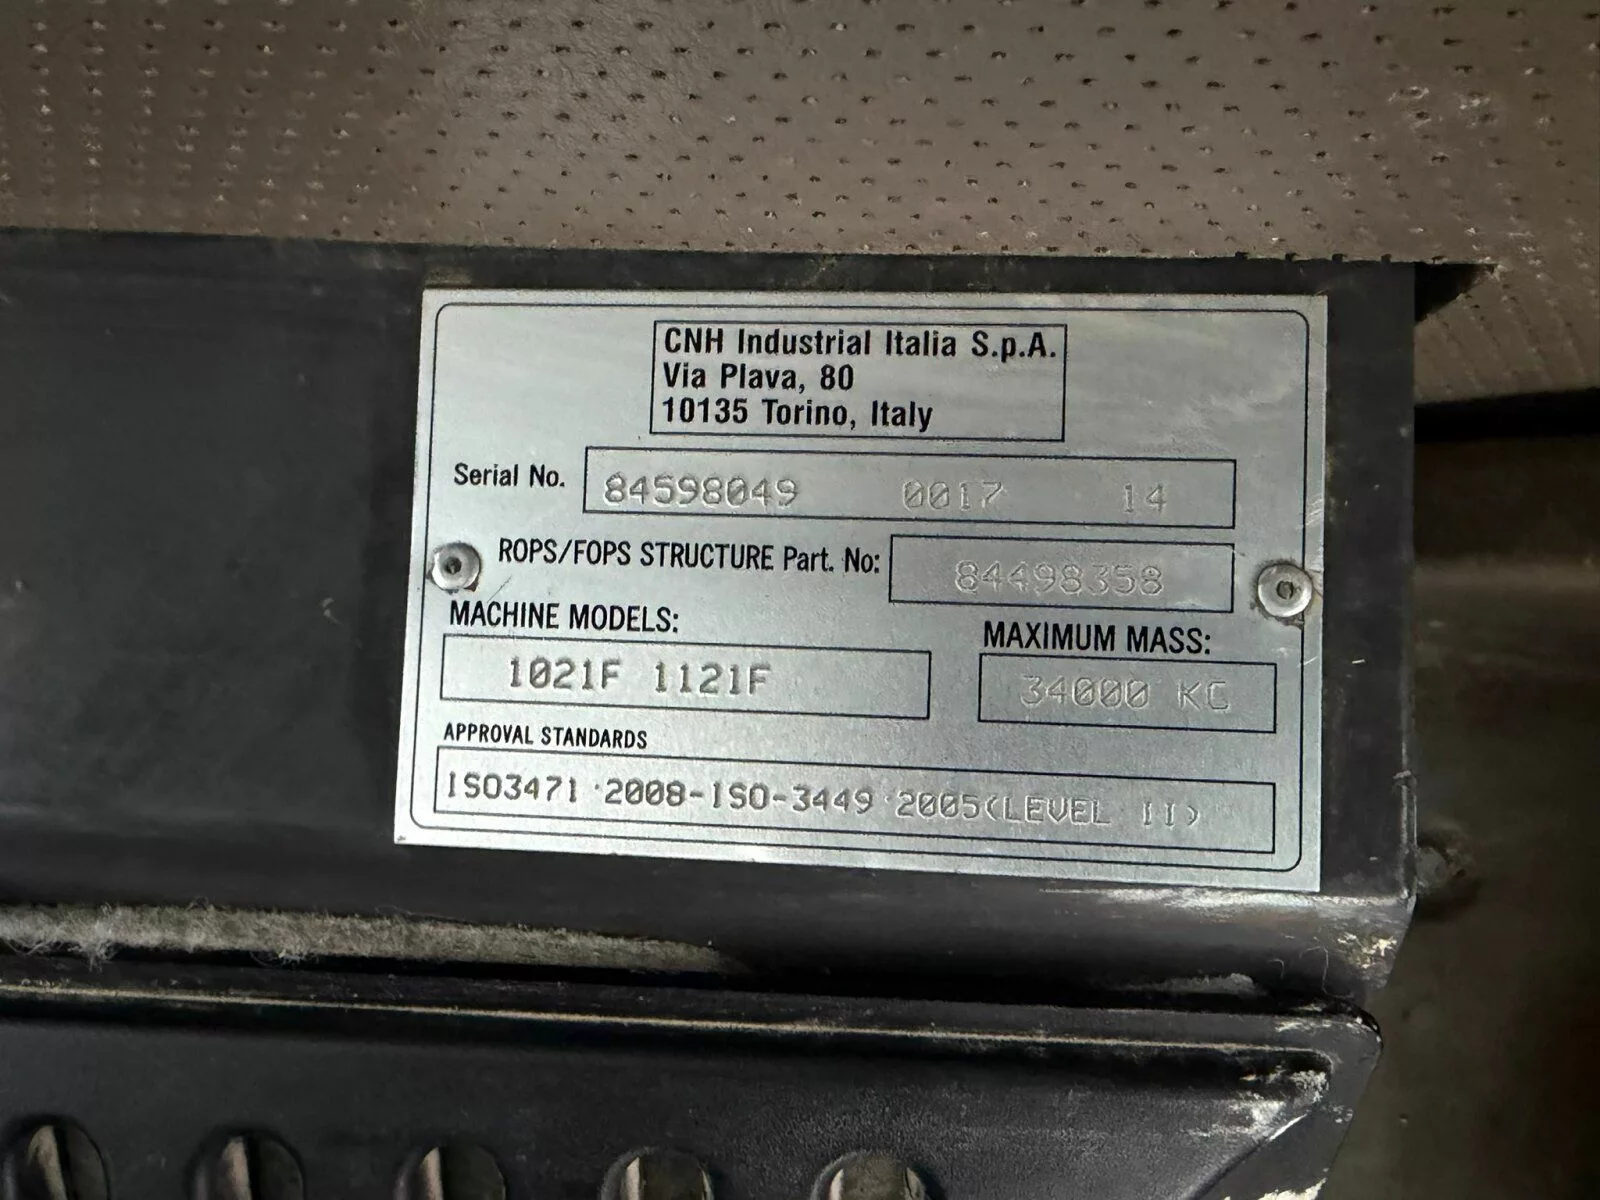 CNH Industrial Italia S.p.A.
Via Plava, 80
10135 Torino, Italy
Serial No. 84598049 0017 14
ROPS/FOPS STRUCTURE Part. No: 84498358
MACHINE MODELS:
1021F 1121F
MAXIMUM MASS:
34000 KG
APPROVAL STANDARDS
ISO3471:2008-ISO-3449:2005(LEVEL II)